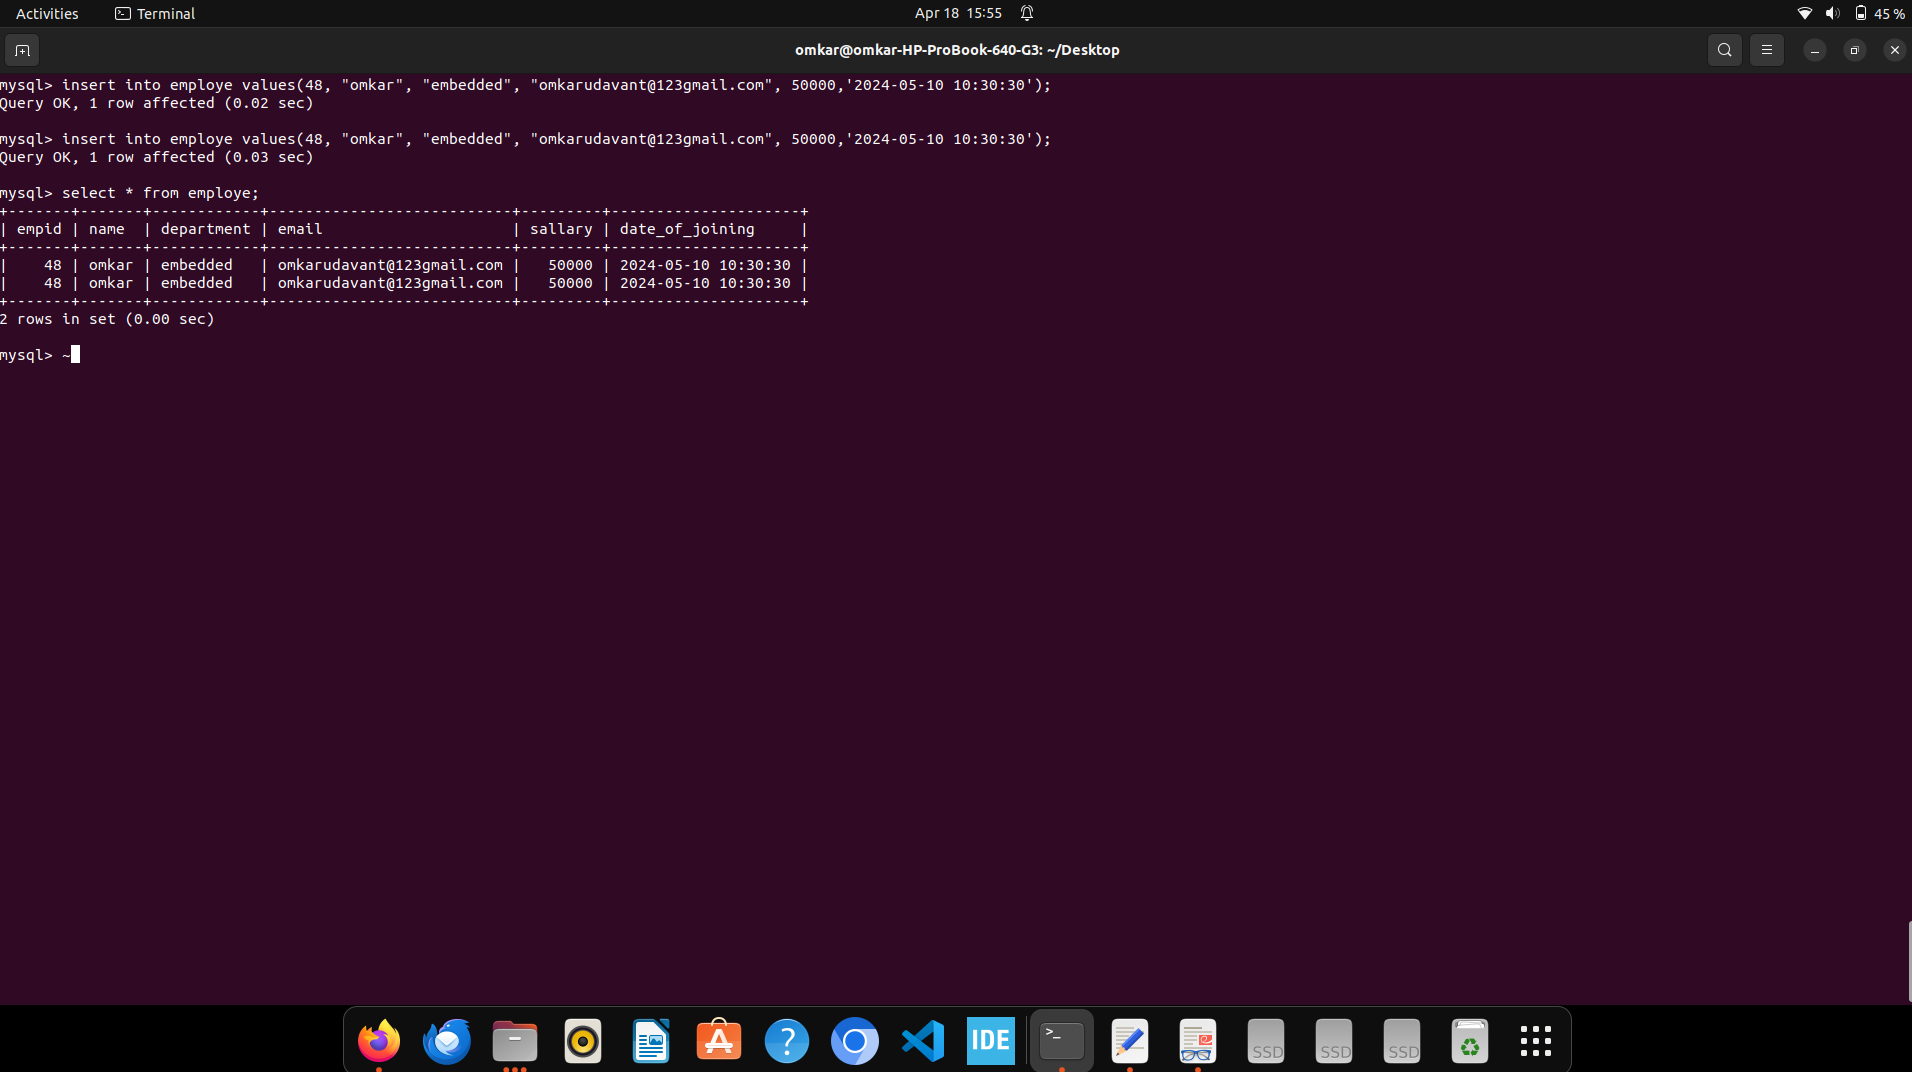 Activities Terminal Apr 18 15:55 45 %
omkar@omkar-HP-ProBook-640-G3: ~/Desktop
mysql> insert into employe values(48, "omkar", "embedded", "omkarudavant@123gmail.com", 50000,'2024-05-10 10:30:30');
Query OK, 1 row affected (0.02 sec)
mysql> insert into employe values(48, "omkar", "embedded", "omkarudavant@123gmail.com", 50000,'2024-05-10 10:30:30');
Query OK, 1 row affected (0.03 sec)
mysql> select * from employe;
+-------+-------+------------+---------------------------+---------+---------------------+
| empid | name  | department | email                     | sallary | date_of_joining     |
+-------+-------+------------+---------------------------+---------+---------------------+
|    48 | omkar | embedded   | omkarudavant@123gmail.com |   50000 | 2024-05-10 10:30:30 |
|    48 | omkar | embedded   | omkarudavant@123gmail.com |   50000 | 2024-05-10 10:30:30 |
+-------+-------+------------+---------------------------+---------+---------------------+
2 rows in set (0.00 sec)
mysql> ~
? IDE >_ SSD SSD SSD